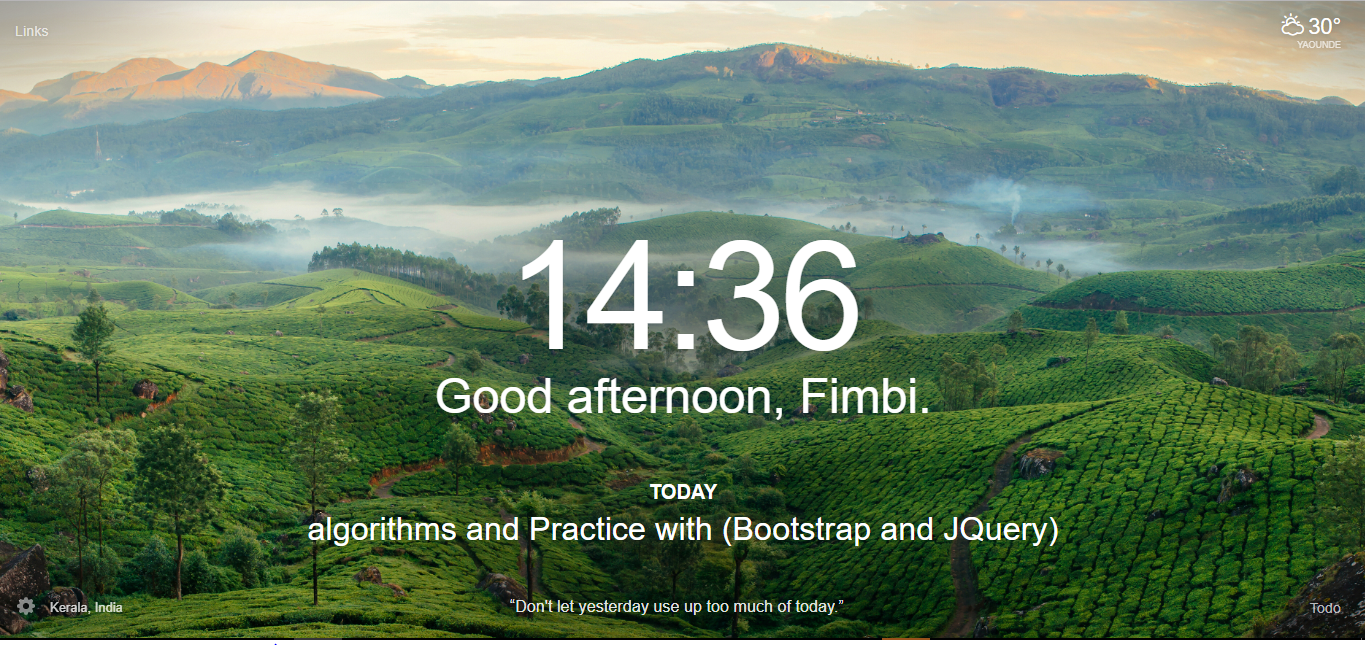 Links
30°
YAOUNDE
14:36
Good afternoon, Fimbi.
TODAY
algorithms and Practice with (Bootstrap and JQuery)
Kerala, India
“Don't let yesterday use up too much of today.”
Todo